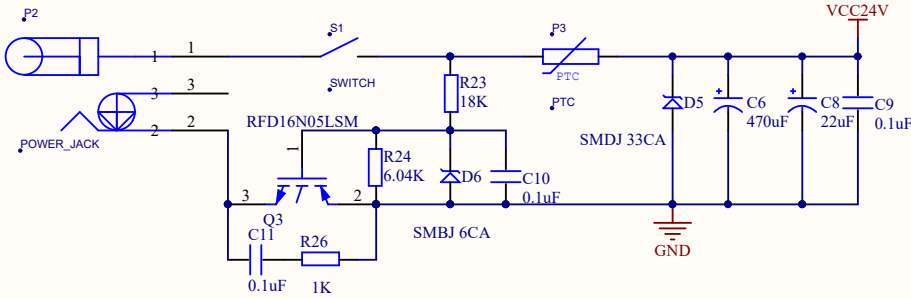 P2
S1
P3
VCC24V
1
1
SWITCH
R23
18K
PTC
PTC
3
3
2
2
POWER_JACK
RFD16N05LSM
D5
SMDJ 33CA
C6
470uF
C8
22uF
C9
0.1uF
1
R24
6.04K
D6
C10
0.1uF
3
2
Q3
SMBJ 6CA
GND
C11
0.1uF
R26
1K